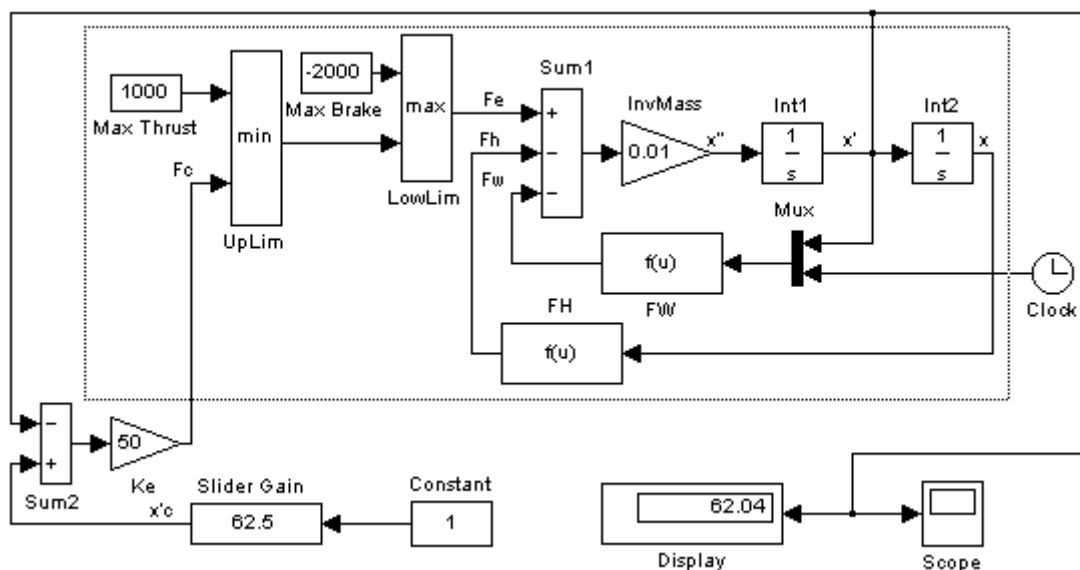 1000
Max Thrust
Fc
min
UpLim
-2000
Max Brake
max
LowLim
Fe
Fh
Fw
Sum1
+
−
−
InvMass
0.01
x''
Int1
1
s
x'
Int2
1
s
x
Mux
f(u)
FW
FH
f(u)
Clock
−
+
Sum2
50
Ke
x'c
Slider Gain
62.5
Constant
1
62.04
Display
Scope